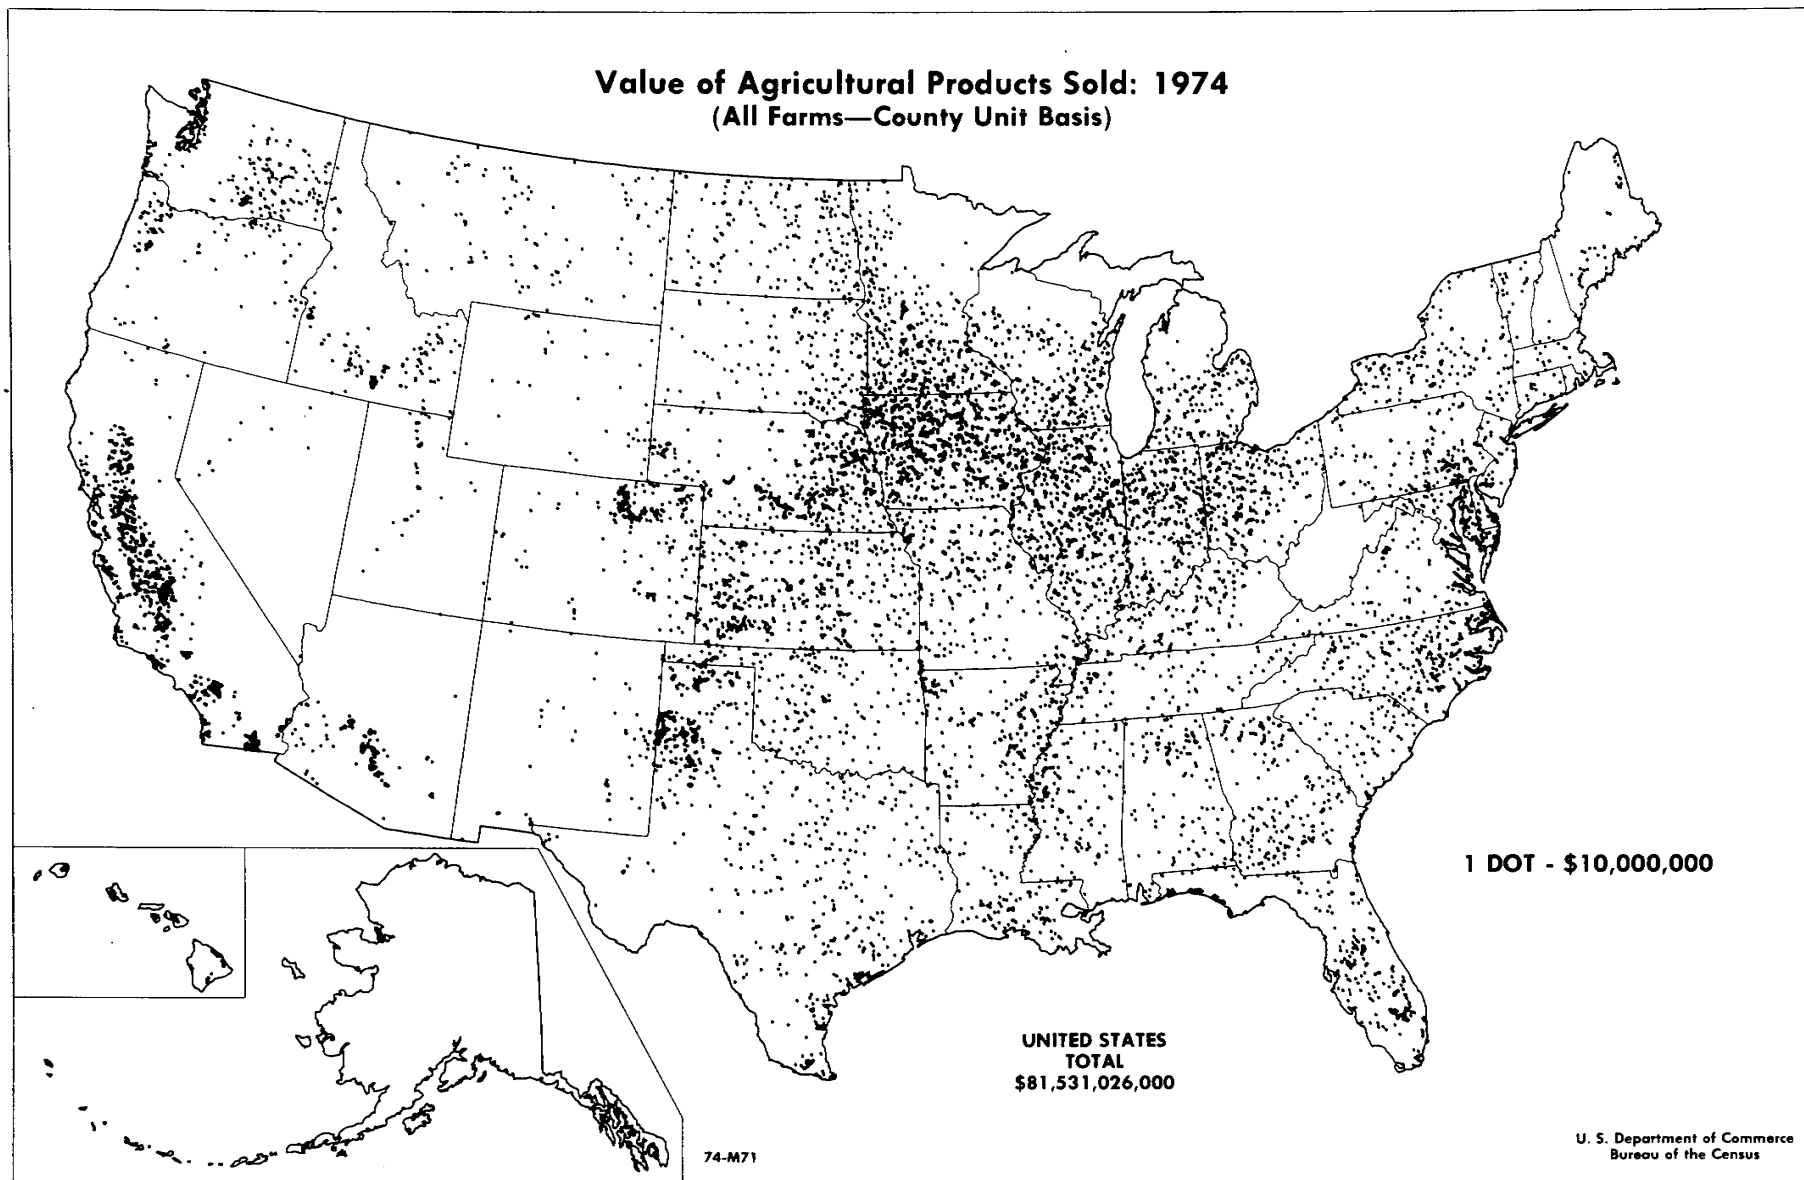 Value of Agricultural Products Sold: 1974
(All Farms—County Unit Basis)
1 DOT - $10,000,000
UNITED STATES
TOTAL
$81,531,026,000
74-M71
U. S. Department of Commerce
Bureau of the Census